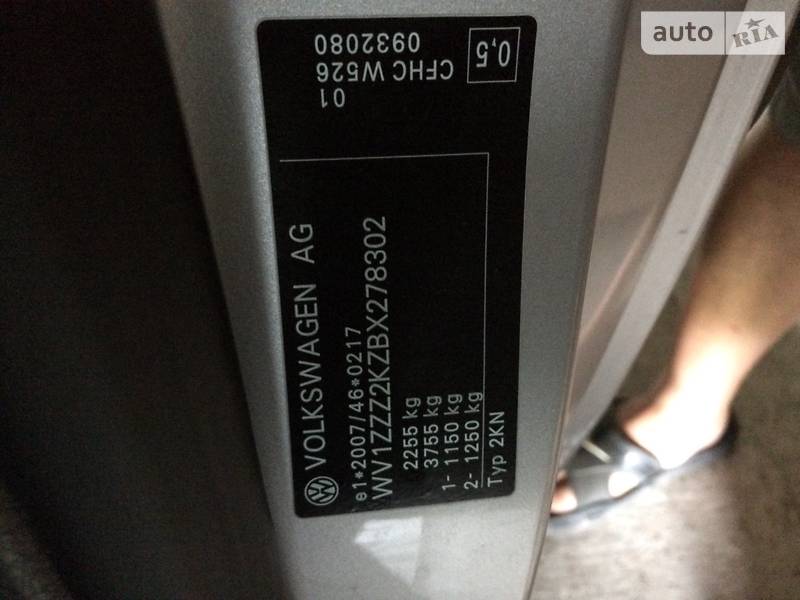 auto RIA
VOLKSWAGEN AG
e1*2007/46*0217
WV1ZZZ2KZBX278302
2255 kg
3755 kg
1- 1150 kg
2- 1250 kg
Typ 2KN
01
CFHC W526
0932080
0,5